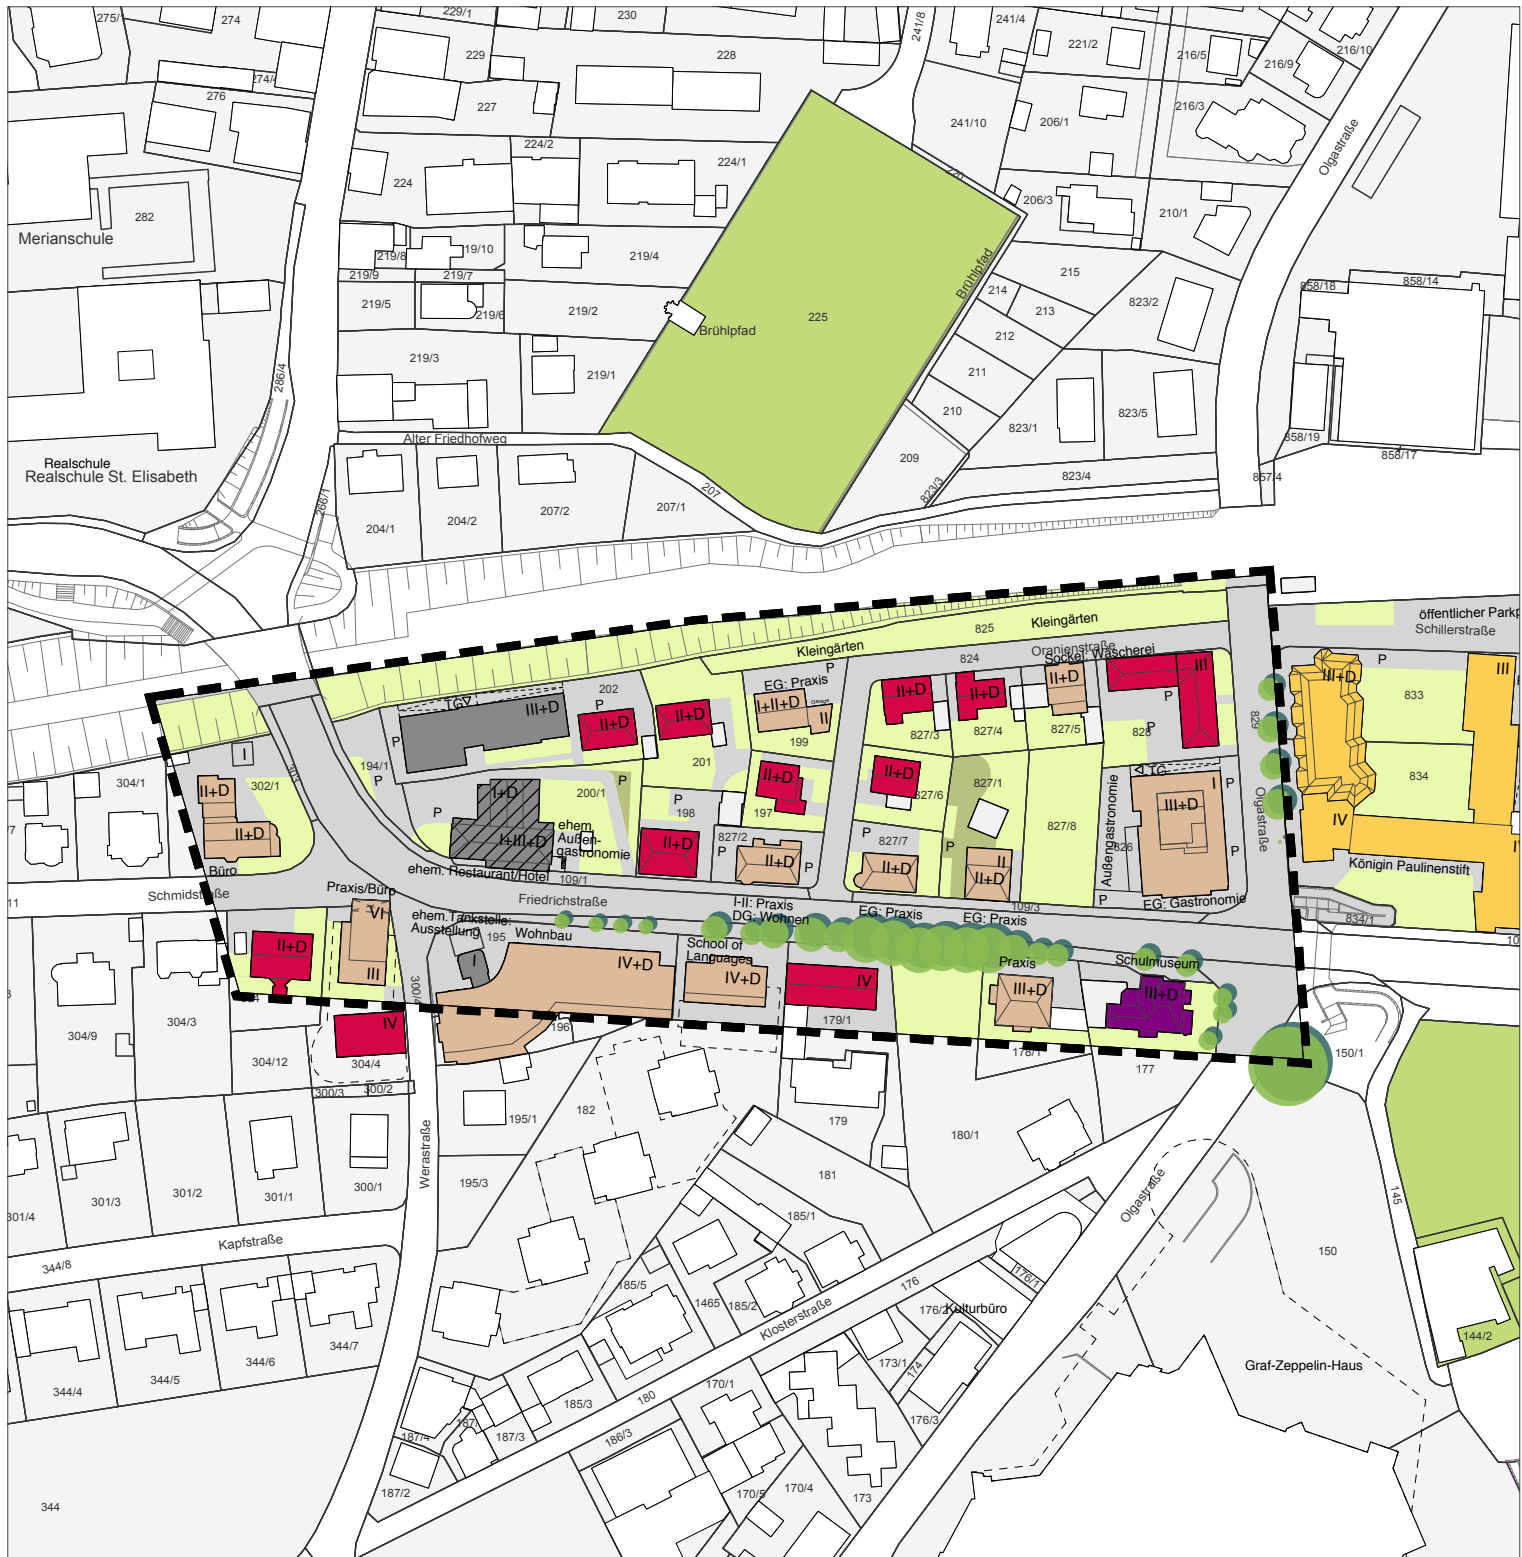 275/1
274
229/1
230
241/8
241/4
221/2
216/5
216/10
229
228
216/9
274/4
276
227
241/10
206/1
216/3
Olgastraße
224/2
224/1
224
220
206/3
210/1
282
Merianschule
219/8
19/10
219/4
219/9
219/7
219/5
219/6
219/2
Brühlpfad
215
214
213
823/2
858/18
858/14
225
Brühlpfad
212
219/3
219/1
211
286/4
210
823/1
823/5
Alter Friedhofweg
858/19
858/17
Realschule
Realschule St. Elisabeth
209
823/4
857/4
823/3
266/1
204/1
204/2
207/2
207/1
207
825
Kleingärten
Kleingärten
öffentlicher Parkp
Schillerstraße
Oranienstraße
824
Sockel: Wäscherei
P
P
III
III
III+D
EG: Praxis
202
P
TG
III+D
II+D
II+D
I+II+D
II
II+D
II+D
II+D
P
833
829
199
827/3
827/4
827/5
828
P
P
I
303
194/1
P
201
304/1
302/1
II+D
I+D
200/1
P
II+D
II+D
827/6
827/1
TG
I
P
834
P
P
198
197
III+D
Olgastraße
IV
II+D
I+III+D
ehem.
Außen-
gastronomie
II+D
827/2
P
P
827/7
P
827/8
Außengastronomie
826
P
II+D
P
II+D
II
II+D
Königin Paulinenstift
Büro
ehem. Restaurant/Hotel
109/1
Schmidstraße
Praxis/Büro
Friedrichstraße
I-II: Praxis
DG: Wohnen
EG: Praxis
EG: Praxis
109/3
P
EG: Gastronomie
11
VI
ehem. Tankstelle:
Ausstellung
195
Wohnbau
School of
Languages
834/1
II+D
III
I
IV+D
IV+D
IV
Praxis
III+D
Schulmuseum
III+D
300/4
304/9
304/3
IV
196
179/1
304/12
304/4
178/1
177
150/1
300/3
300/2
182
195/1
179
180/1
301/4
301/3
301/2
301/1
300/1
Werastraße
195/3
181
185/1
Olgastraße
145
Kapfstraße
344/8
150
185/5
1465
185/2
Klosterstraße
176
176/1
176/2
Kulturbüro
344/4
344/5
344/6
344/7
173/1
174
Graf-Zeppelin-Haus
144/2
185/3
180
170/1
176/3
187/4
187/3
186/3
187/2
170/5
170/4
173
344